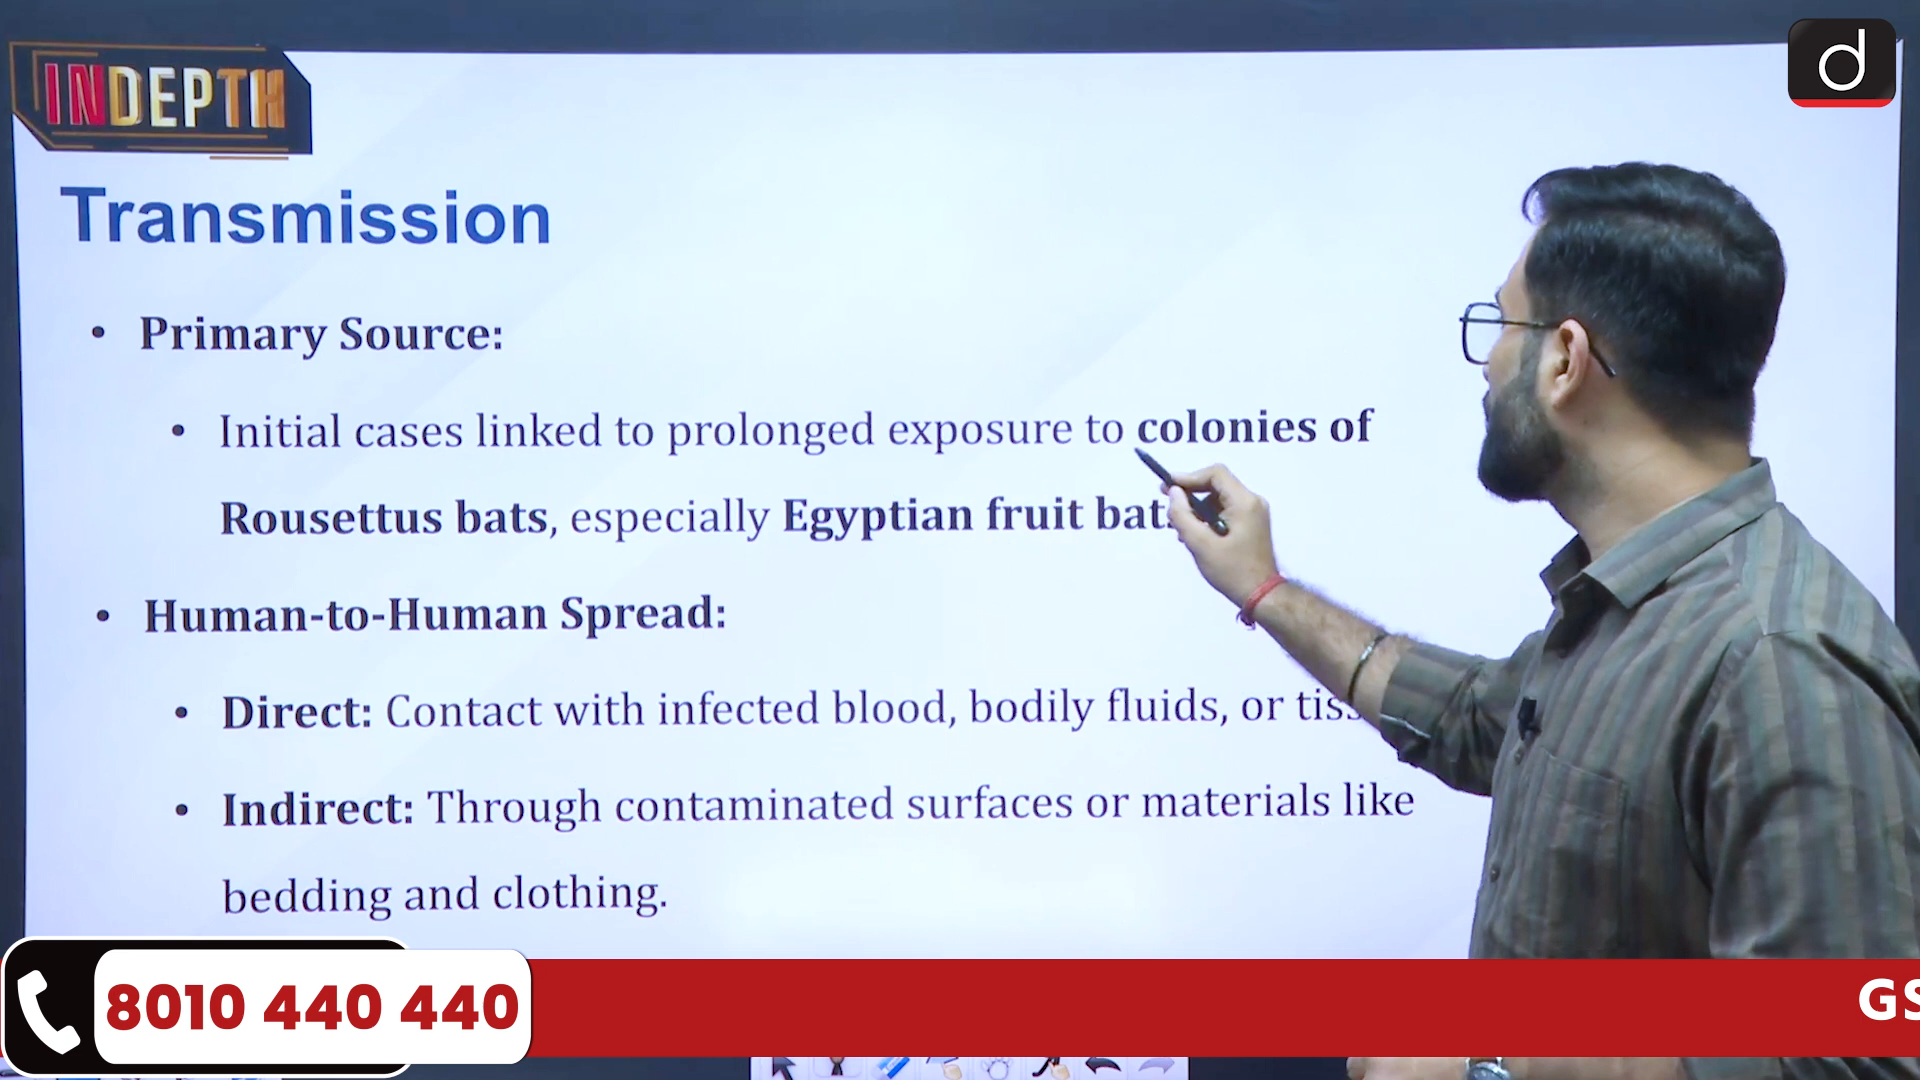 INDEPTH
d
Transmission
• Primary Source:
• Initial cases linked to prolonged exposure to colonies of
Rousettus bats, especially Egyptian fruit
• Human-to-Human Spread:
• Direct: Contact with infected blood, bodily fluids, or
• Indirect: Through contaminated surfaces or materials like
bedding and clothing.
8010 440 440
GS